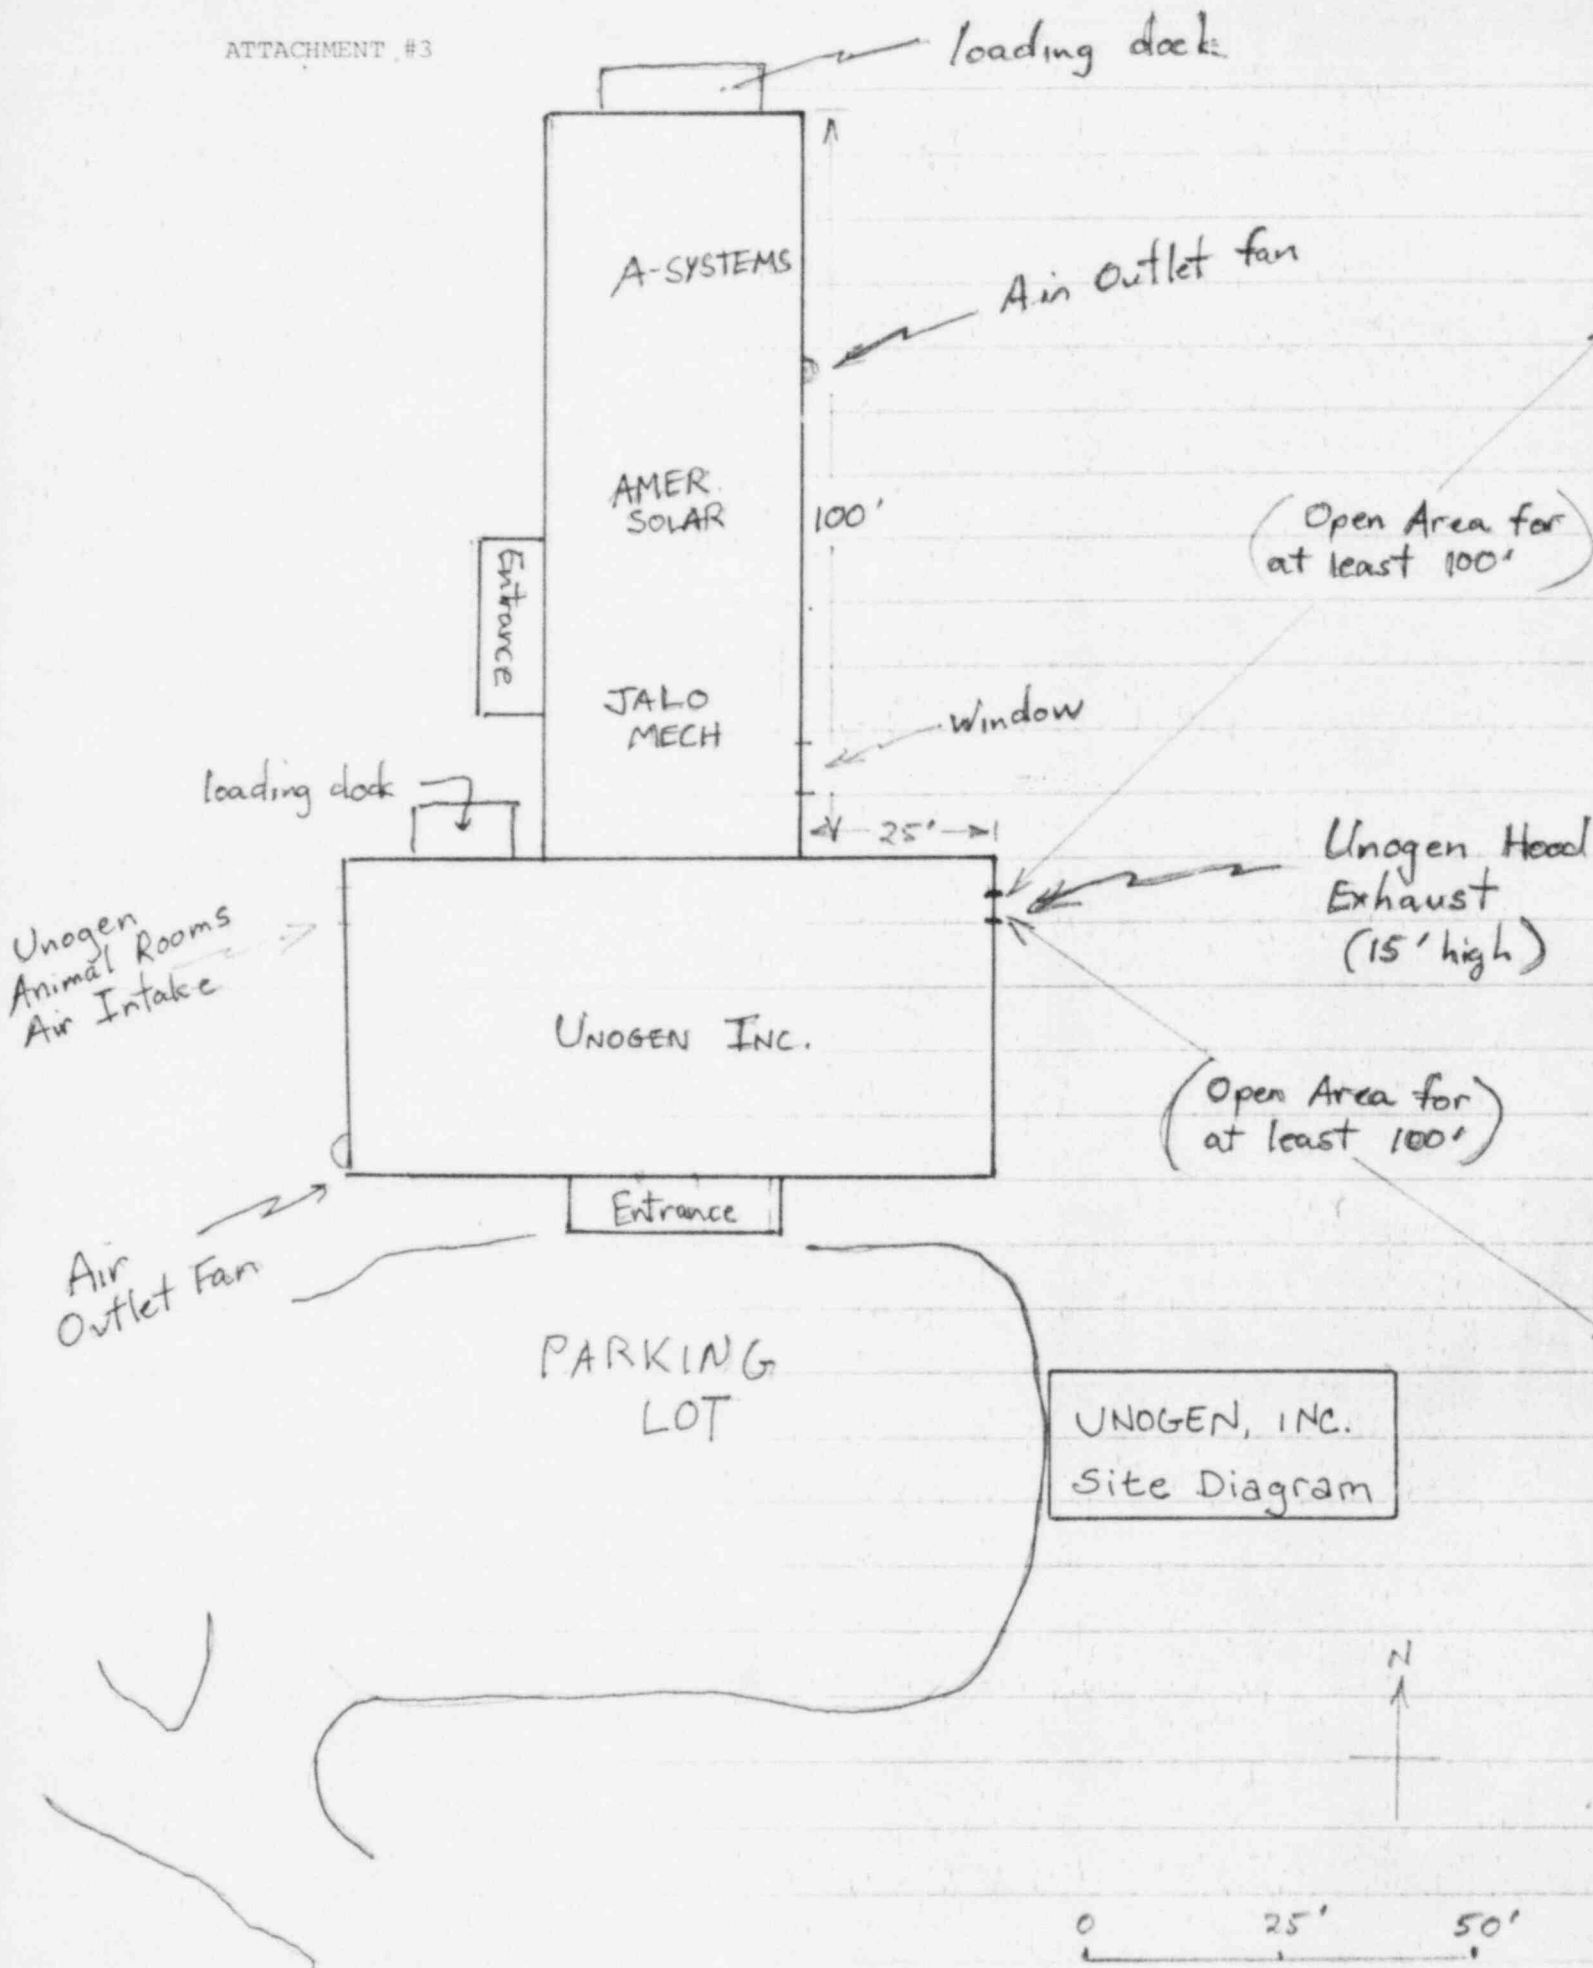 ATTACHMENT #3
loading dock
A-SYSTEMS
Air Outlet fan
AMER.
SOLAR
100'
(Open Area for
at least 100')
Entrance
JALO
MECH
window
loading dock
25'
Unogen Hood
Exhaust
(15' high)
Unogen
Animal Rooms
Air Intake
UNOGEN INC.
(Open Area for
at least 100')
Entrance
Air
Outlet Fan
PARKING
LOT
UNOGEN, INC.
Site Diagram
N
0 25' 50'